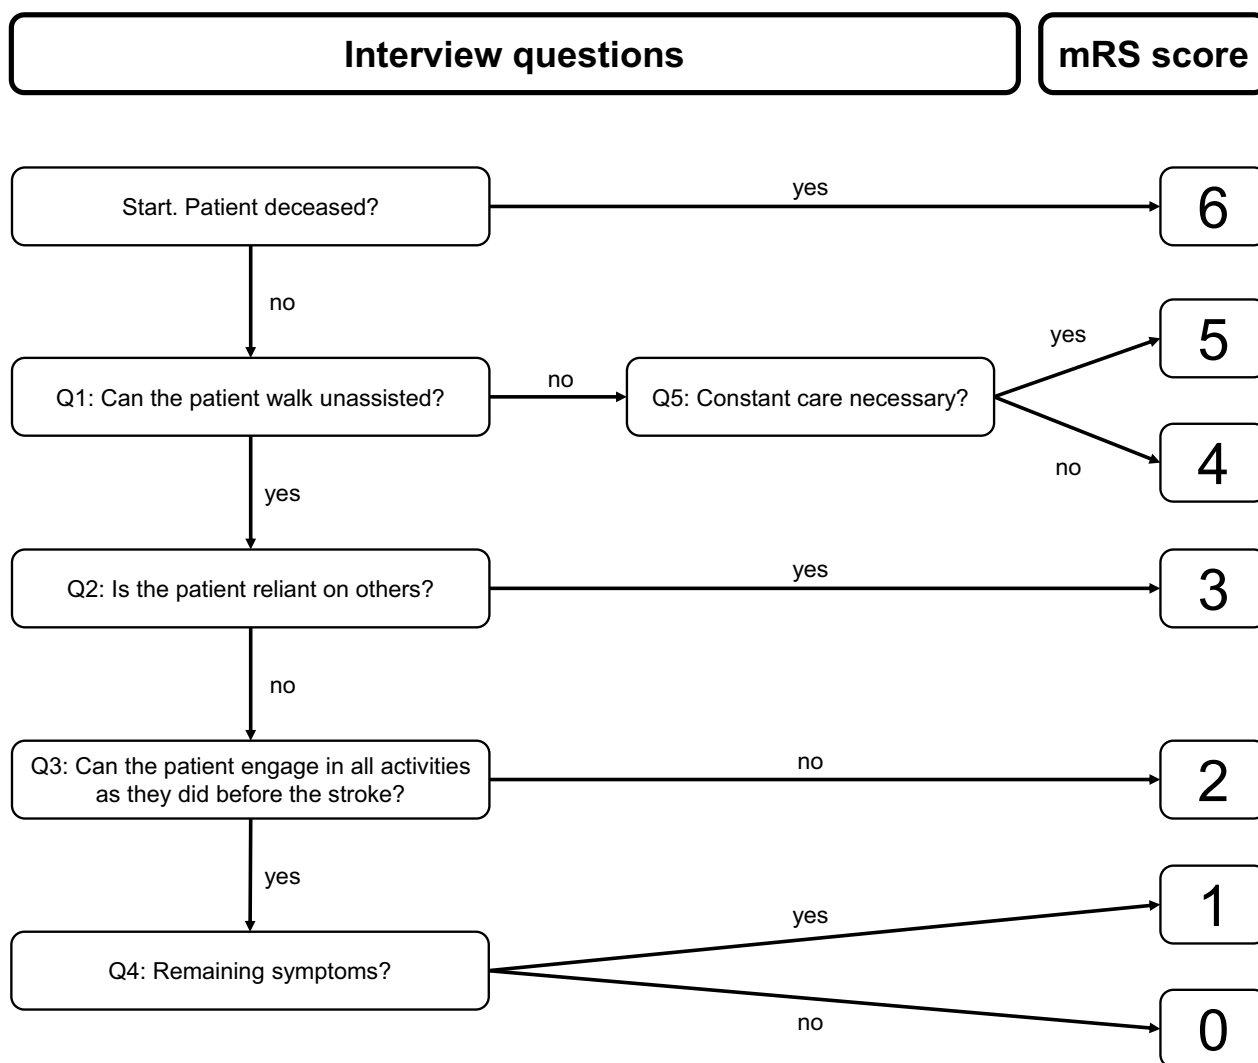 Interview questions
mRS score
Start. Patient deceased?
yes
6
no
Q1: Can the patient walk unassisted?
no
Q5: Constant care necessary?
yes
5
no
4
yes
Q2: Is the patient reliant on others?
yes
3
no
Q3: Can the patient engage in all activities
as they did before the stroke?
no
2
yes
Q4: Remaining symptoms?
yes
1
no
0